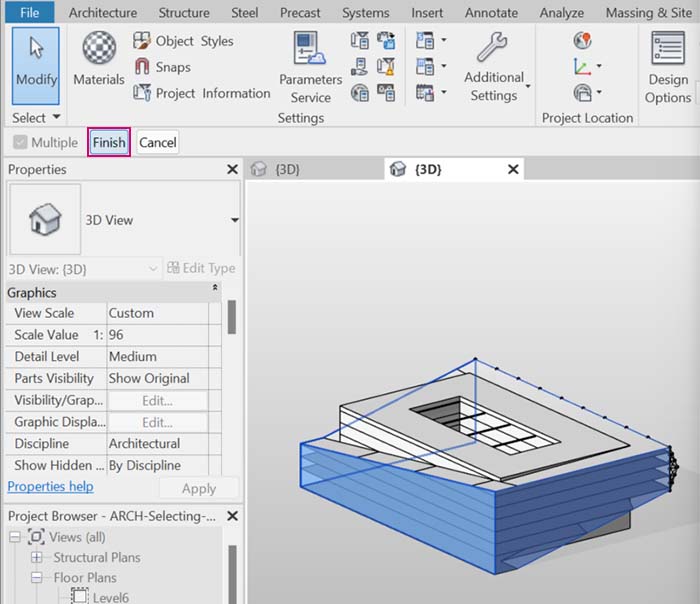 File Architecture Structure Steel Precast Systems Insert Annotate Analyze Massing & Site
Modify
Select
Materials
Object Styles
Snaps
Project Information
Parameters
Service
Settings
Additional
Settings
Project Location
Design
Options
Multiple Finish Cancel
Properties
{3D} {3D}
3D View
3D View: {3D} Edit Type
Graphics
View Scale Custom
Scale Value 1: 96
Detail Level Medium
Parts Visibility Show Original
Visibility/Grap... Edit...
Graphic Displa... Edit...
Discipline Architectural
Show Hidden ... By Discipline
Properties help Apply
Project Browser - ARCH-Selecting-...
Views (all)
Structural Plans
Floor Plans
Level6